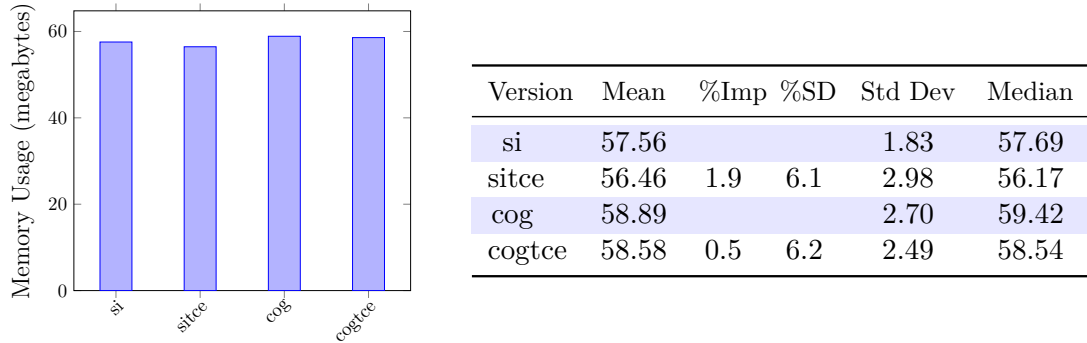 Memory Usage (megabytes)
60
40
20
0
si
sitce
cog
cogtce
Version Mean %Imp %SD Std Dev Median
si 57.56 1.83 57.69
sitce 56.46 1.9 6.1 2.98 56.17
cog 58.89 2.70 59.42
cogtce 58.58 0.5 6.2 2.49 58.54